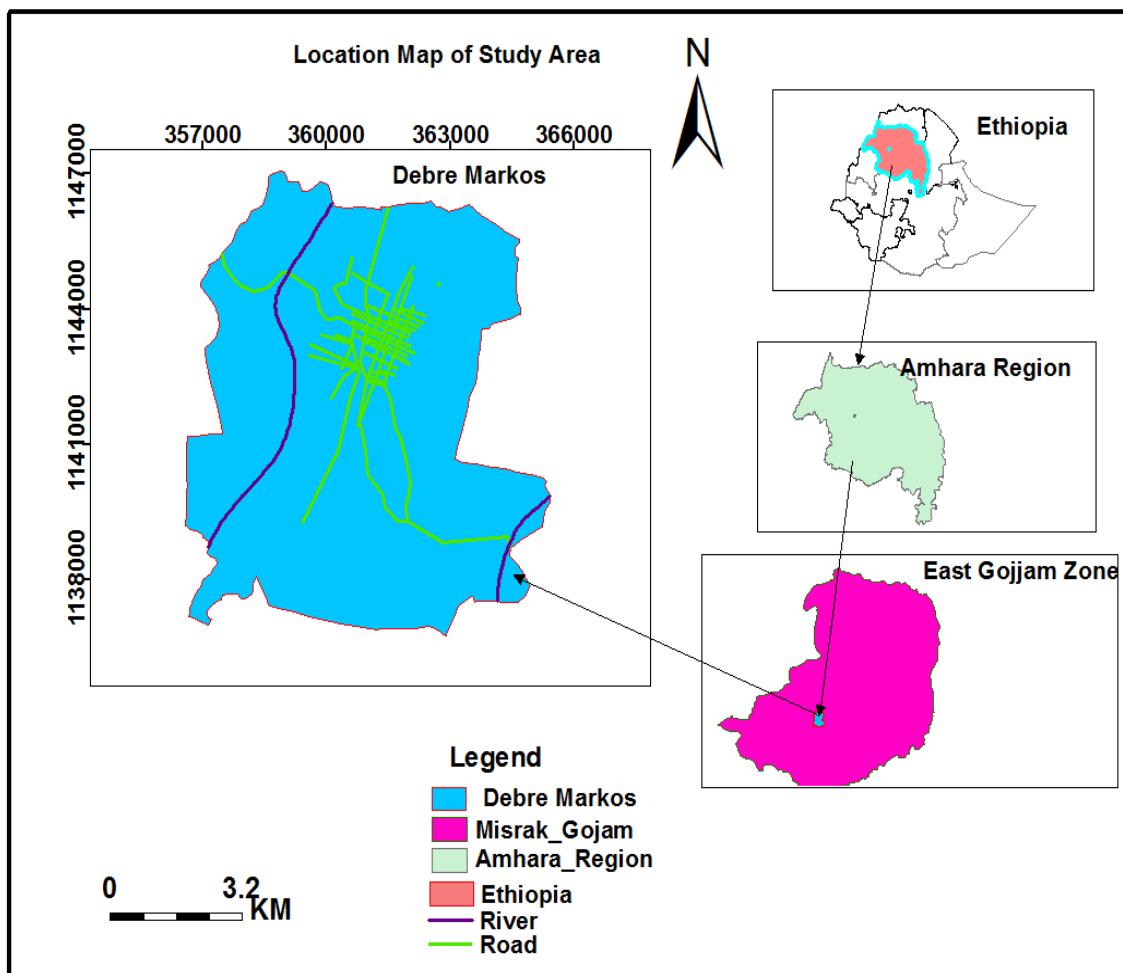 Location Map of Study Area
N
357000 360000 363000 366000
1147000
1144000
1141000
1138000
Debre Markos
Ethiopia
Amhara Region
East Gojjam Zone
Legend
Debre Markos
Misrak_Gojam
Amhara_Region
Ethiopia
River
Road
0 3.2
KM